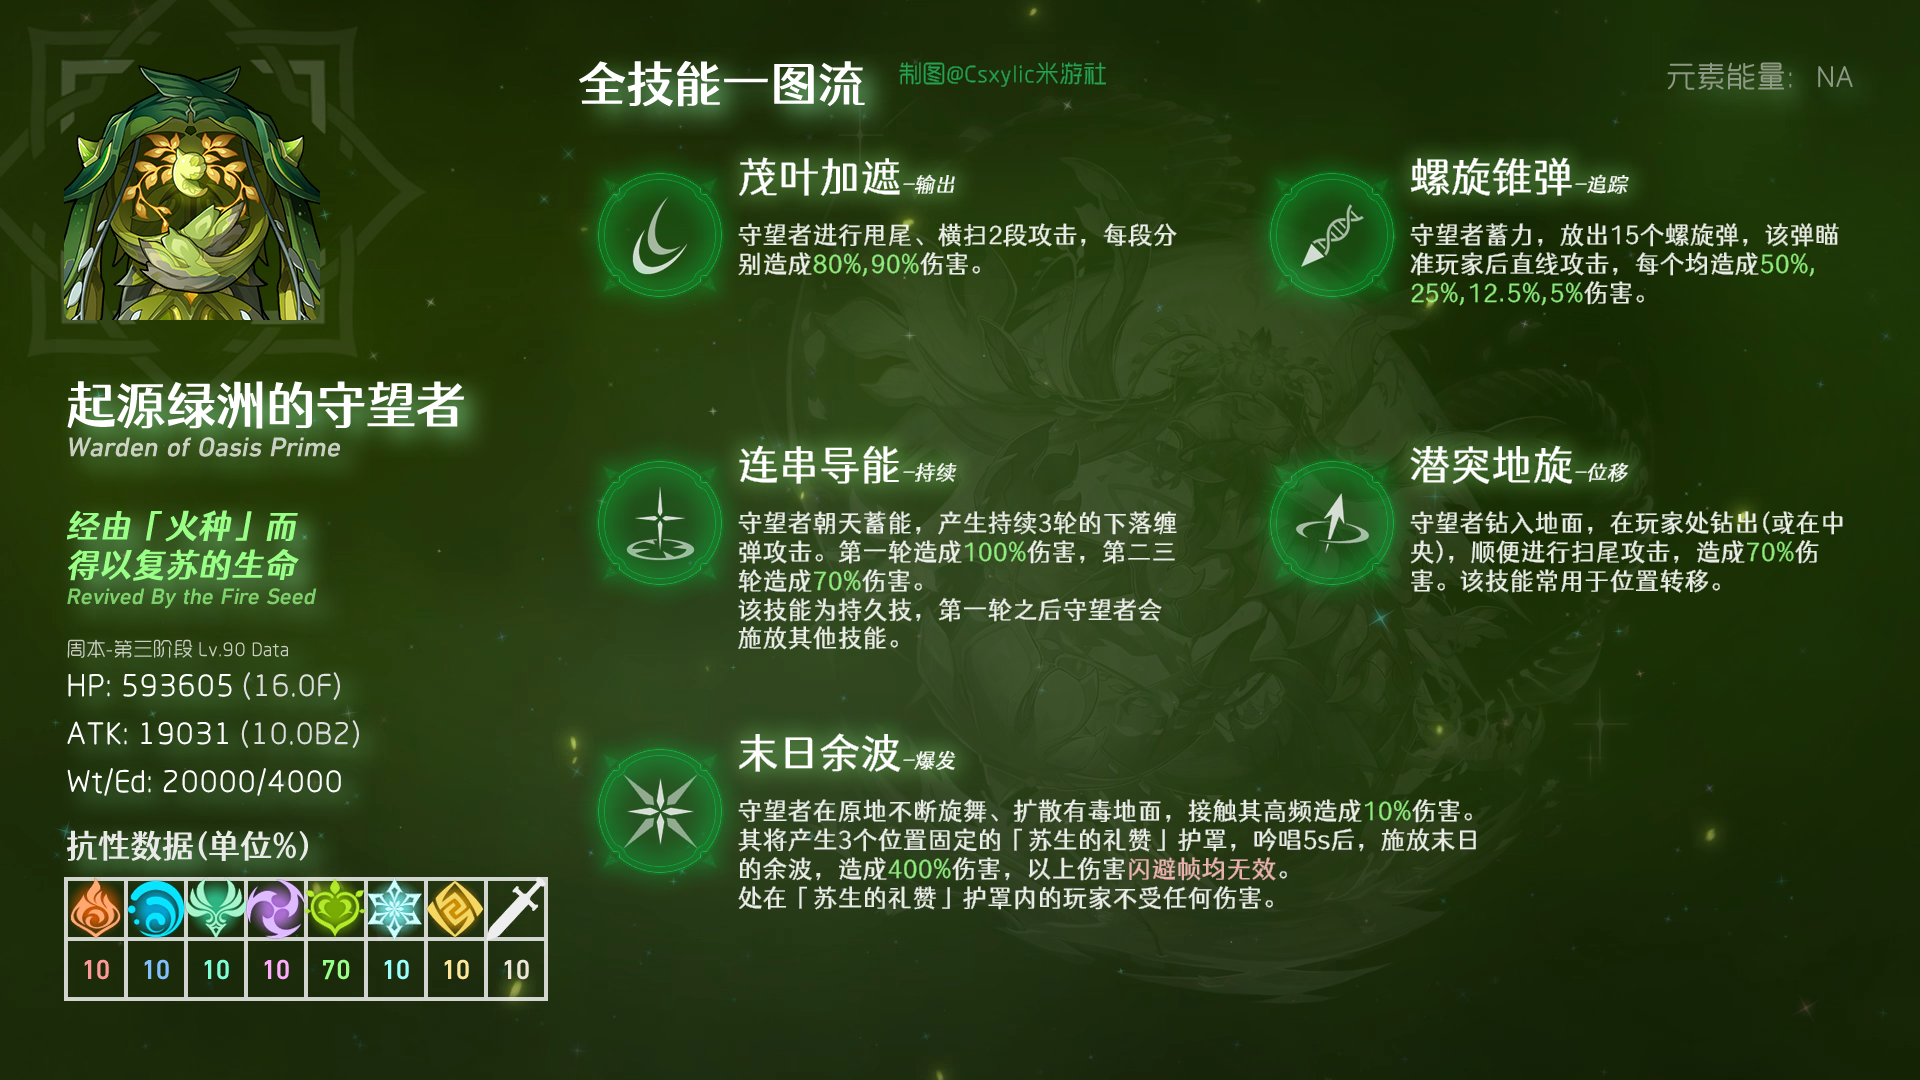 全技能一图流
制图@Csxylic米游社
元素能量: NA
起源绿洲的守望者
Warden of Oasis Prime
经由「火种」而
得以复苏的生命
Revived By the Fire Seed
周本-第三阶段 Lv.90 Data
HP: 593605 (16.0F)
ATK: 19031 (10.0B2)
Wt/Ed: 20000/4000
抗性数据(单位%)
10 10 10 10 70 10 10 10
茂叶加遮-输出
守望者进行甩尾、横扫2段攻击，每段分
别造成80%,90%伤害。
螺旋锥弹-追踪
守望者蓄力，放出15个螺旋弹，该弹瞄
准玩家后直线攻击，每个均造成50%,
25%,12.5%,5%伤害。
连串导能-持续
守望者朝天蓄能，产生持续3轮的下落缠
弹攻击。第一轮造成100%伤害，第二三
轮造成70%伤害。
该技能为持久技，第一轮之后守望者会
施放其他技能。
潜突地旋-位移
守望者钻入地面，在玩家处钻出(或在中
央)，顺便进行扫尾攻击，造成70%伤
害。该技能常用于位置转移。
末日余波-爆发
守望者在原地不断旋舞、扩散有毒地面，接触其高频造成10%伤害。
其将产生3个位置固定的「苏生的礼赞」护罩，吟唱5s后，施放末日
的余波，造成400%伤害，以上伤害闪避帧均无效。
处在「苏生的礼赞」护罩内的玩家不受任何伤害。